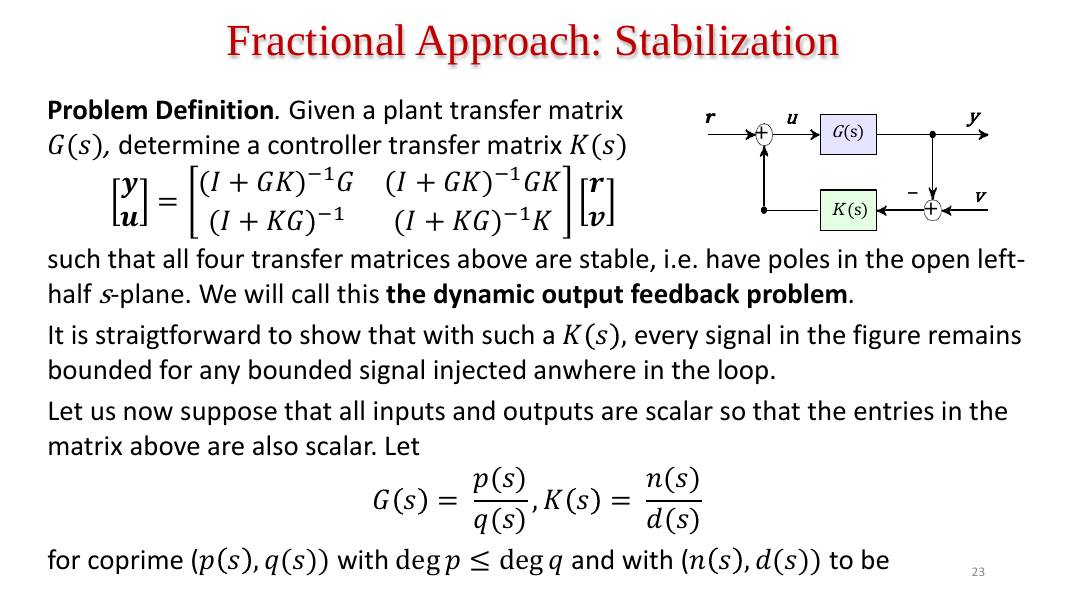 Fractional Approach: Stabilization
Problem Definition. Given a plant transfer matrix
G(s), determine a controller transfer matrix K(s)
[y; u] = [(I + GK)⁻¹G (I + GK)⁻¹GK; (I + KG)⁻¹ (I + KG)⁻¹K] [r; v]
r + u G(s) y
K(s) − + v
such that all four transfer matrices above are stable, i.e. have poles in the open left-
half s-plane. We will call this the dynamic output feedback problem.
It is straigtforward to show that with such a K(s), every signal in the figure remains
bounded for any bounded signal injected anwhere in the loop.
Let us now suppose that all inputs and outputs are scalar so that the entries in the
matrix above are also scalar. Let
G(s) = p(s)/q(s), K(s) = n(s)/d(s)
for coprime (p(s), q(s)) with deg p ≤ deg q and with (n(s), d(s)) to be
23